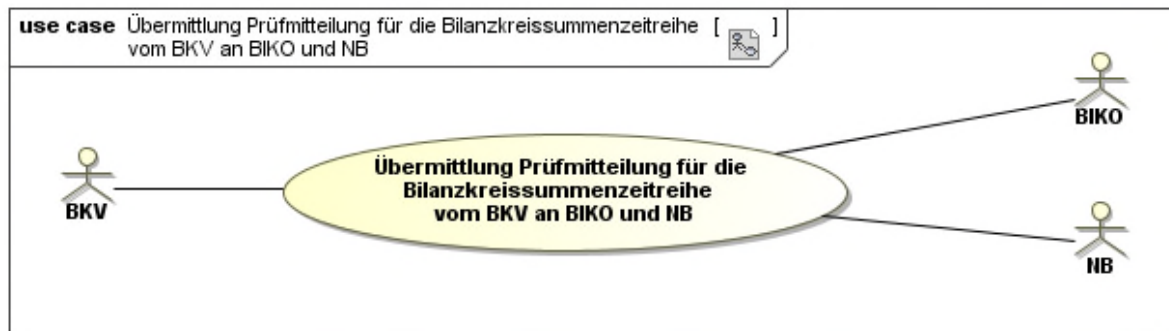 use case Übermittlung Prüfmitteilung für die Bilanzkreissummenzeitreihe [ ]
vom BKV an BIKO und NB
BIKO
Übermittlung Prüfmitteilung für die
Bilanzkreissummenzeitreihe
vom BKV an BIKO und NB
BKV
NB